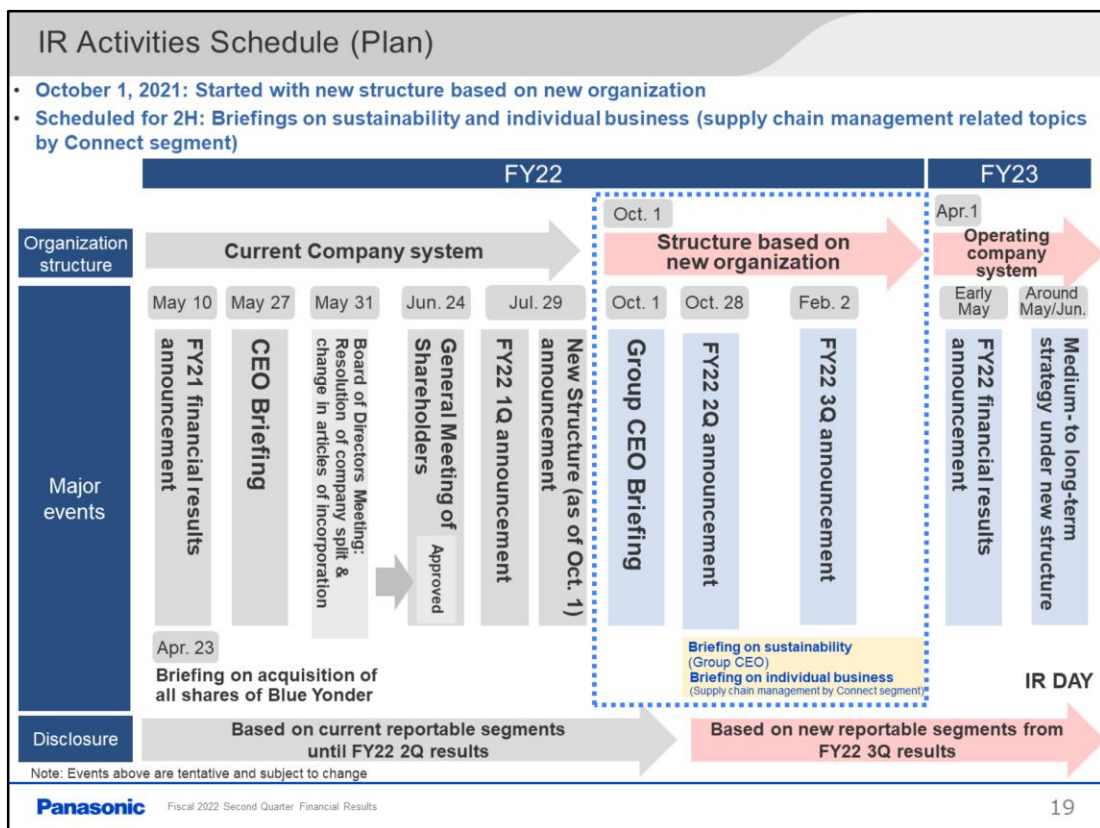 IR Activities Schedule (Plan)
• October 1, 2021: Started with new structure based on new organization
• Scheduled for 2H: Briefings on sustainability and individual business (supply chain management related topics
by Connect segment)
FY22
FY23
Organization
structure
Current Company system
Oct. 1
Structure based on
new organization
Apr.1
Operating
company
system
Major
events
May 10
FY21 financial results
announcement
May 27
CEO Briefing
May 31
Board of Directors Meeting:
Resolution of company split &
change in articles of incorporation
Jun. 24
General Meeting of
Shareholders
Approved
Jul. 29
FY22 1Q announcement
New Structure (as of Oct. 1)
announcement
Oct. 1
Group CEO Briefing
Oct. 28
FY22 2Q announcement
Feb. 2
FY22 3Q announcement
Early
May
FY22 financial results
announcement
Around
May/Jun.
Medium- to long-term
strategy under new structure
Apr. 23
Briefing on acquisition of
all shares of Blue Yonder
Briefing on sustainability
(Group CEO)
Briefing on individual business
(Supply chain management by Connect segment)
IR DAY
Disclosure
Based on current reportable segments
until FY22 2Q results
Based on new reportable segments from
FY22 3Q results
Note: Events above are tentative and subject to change
Panasonic
Fiscal 2022 Second Quarter Financial Results
19